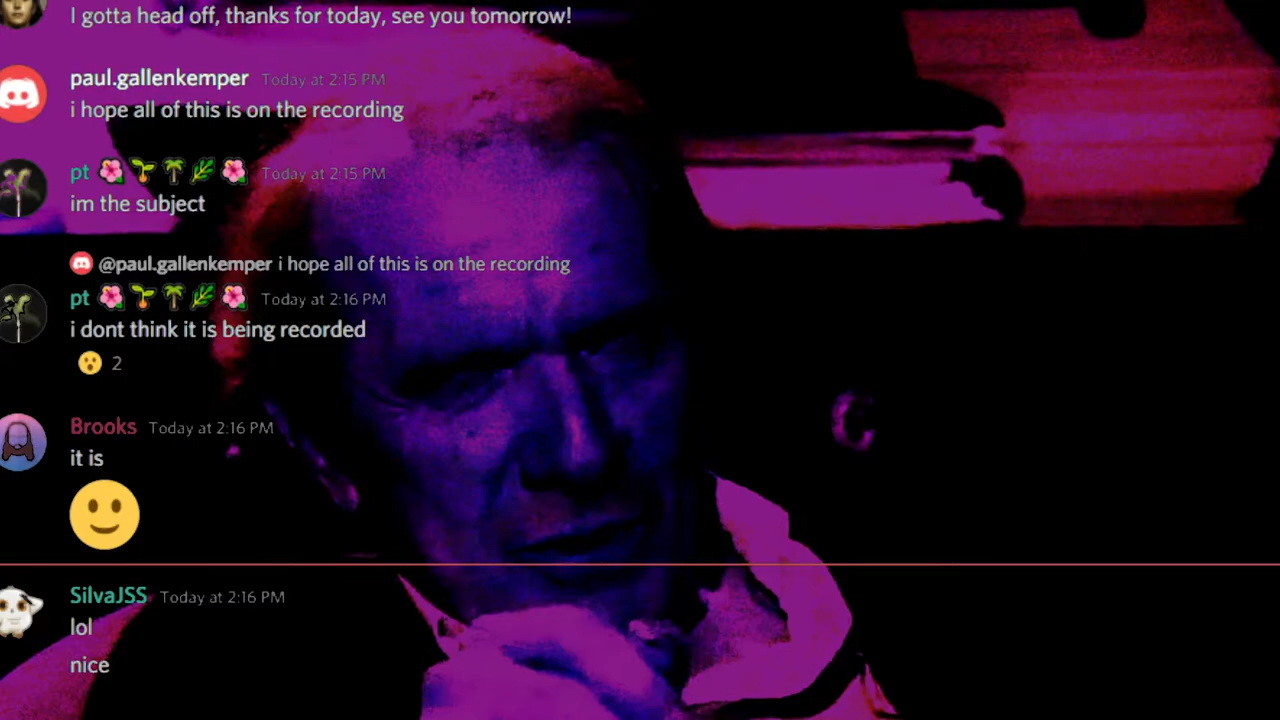 I gotta head off, thanks for today, see you tomorrow!
paul.gallenkemper Today at 2:15 PM
i hope all of this is on the recording
pt 🌺🌱🌴🌿🌺 Today at 2:15 PM
im the subject
@paul.gallenkemper i hope all of this is on the recording
pt 🌺🌱🌴🌿🌺 Today at 2:16 PM
i dont think it is being recorded
😮 2
Brooks Today at 2:16 PM
it is
🙂
SilvaJSS Today at 2:16 PM
lol
nice